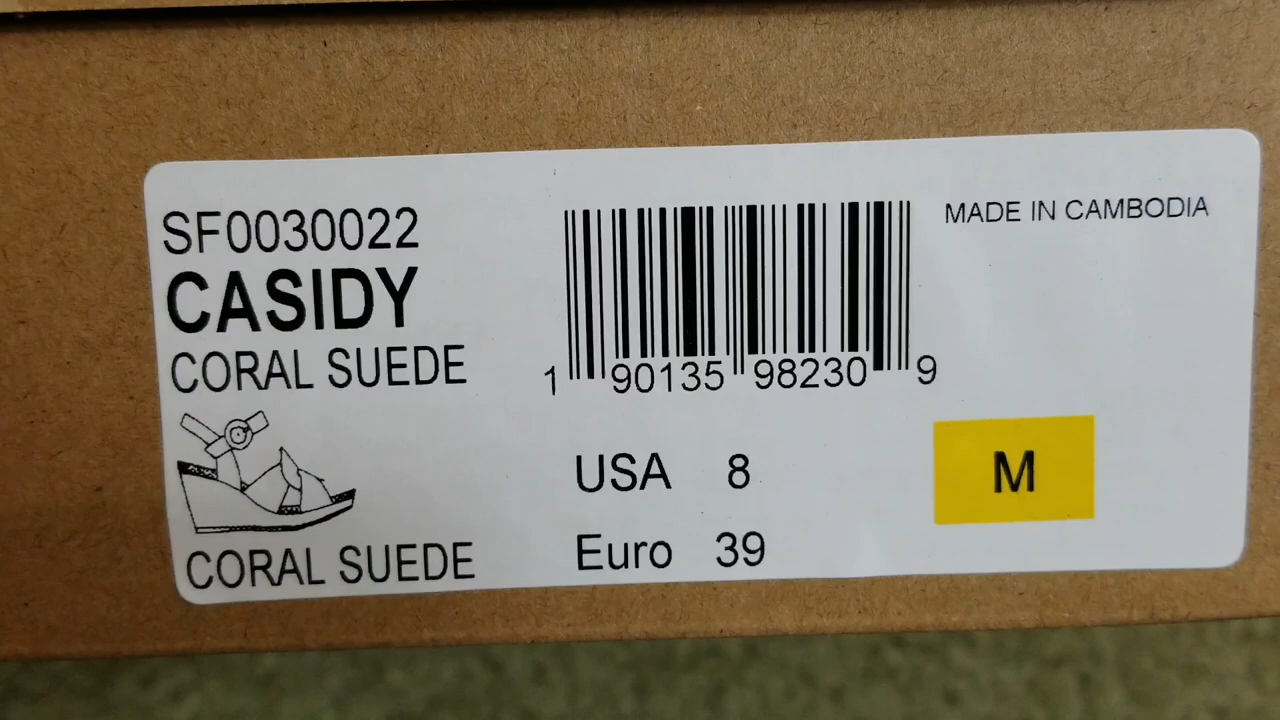 SF0030022
CASIDY
CORAL SUEDE
CORAL SUEDE
1 90135 98230 9
USA 8
Euro 39
MADE IN CAMBODIA
M